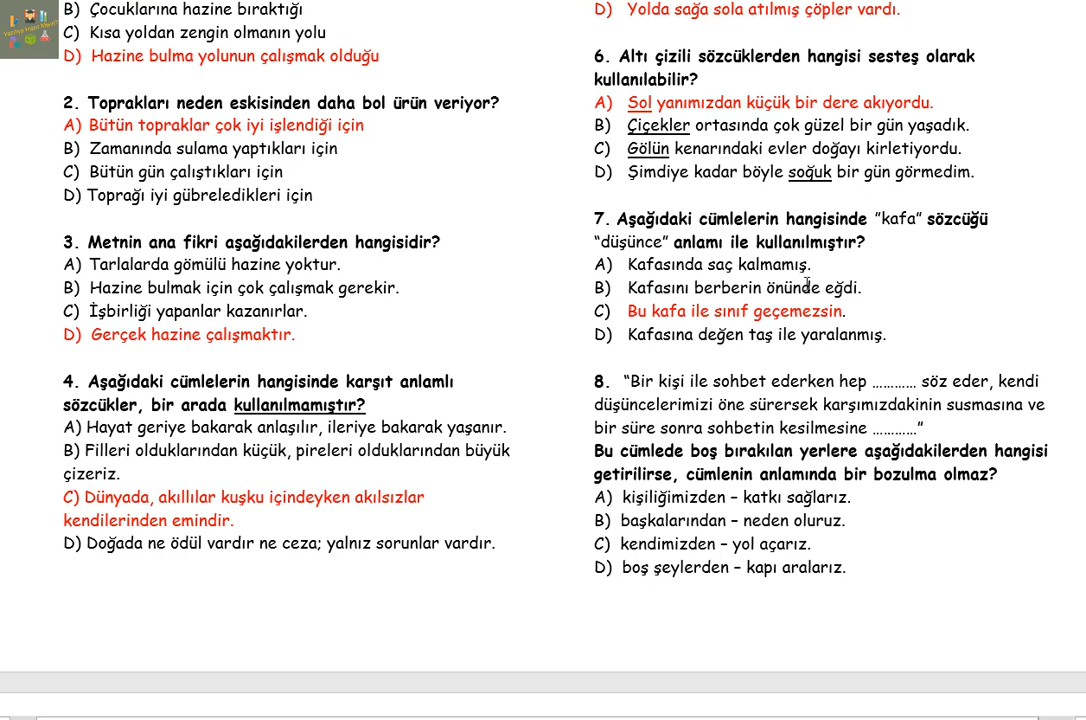 Yazılıya Hazır Mısın?
B) Çocuklarına hazine bıraktığı
C) Kısa yoldan zengin olmanın yolu
D) Hazine bulma yolunun çalışmak olduğu
2. Toprakları neden eskisinden daha bol ürün veriyor?
A) Bütün topraklar çok iyi işlendiği için
B) Zamanında sulama yaptıkları için
C) Bütün gün çalıştıkları için
D) Toprağı iyi gübreledikleri için
3. Metnin ana fikri aşağıdakilerden hangisidir?
A) Tarlalarda gömülü hazine yoktur.
B) Hazine bulmak için çok çalışmak gerekir.
C) İşbirliği yapanlar kazanırlar.
D) Gerçek hazine çalışmaktır.
4. Aşağıdaki cümlelerin hangisinde karşıt anlamlı
sözcükler, bir arada kullanılmamıştır?
A) Hayat geriye bakarak anlaşılır, ileriye bakarak yaşanır.
B) Filleri olduklarından küçük, pireleri olduklarından büyük
çizeriz.
C) Dünyada, akıllılar kuşku içindeyken akılsızlar
kendilerinden emindir.
D) Doğada ne ödül vardır ne ceza; yalnız sorunlar vardır.
D) Yolda sağa sola atılmış çöpler vardı.
6. Altı çizili sözcüklerden hangisi sesteş olarak
kullanılabilir?
A) Sol yanımızdan küçük bir dere akıyordu.
B) Çiçekler ortasında çok güzel bir gün yaşadık.
C) Gölün kenarındaki evler doğayı kirletiyordu.
D) Şimdiye kadar böyle soğuk bir gün görmedim.
7. Aşağıdaki cümlelerin hangisinde "kafa" sözcüğü
"düşünce" anlamı ile kullanılmıştır?
A) Kafasında saç kalmamış.
B) Kafasını berberin önünde eğdi.
C) Bu kafa ile sınıf geçemezsin.
D) Kafasına değen taş ile yaralanmış.
8. "Bir kişi ile sohbet ederken hep ............ söz eder, kendi
düşüncelerimizi öne sürersek karşımızdakinin susmasına ve
bir süre sonra sohbetin kesilmesine ............"
Bu cümlede boş bırakılan yerlere aşağıdakilerden hangisi
getirilirse, cümlenin anlamında bir bozulma olmaz?
A) kişiliğimizden – katkı sağlarız.
B) başkalarından – neden oluruz.
C) kendimizden – yol açarız.
D) boş şeylerden – kapı aralarız.